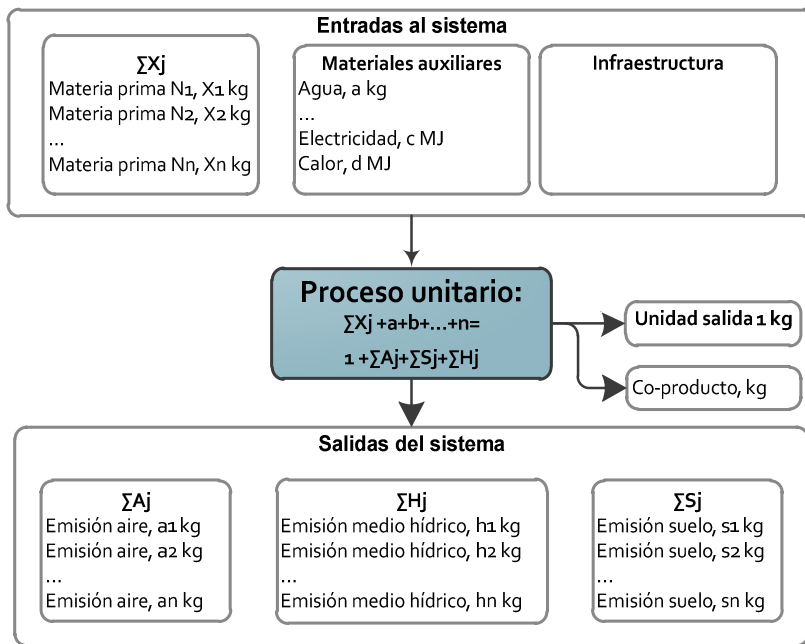 Entradas al sistema
∑Xj
Materia prima N1, X1 kg
Materia prima N2, X2 kg
...
Materia prima Nn, Xn kg
Materiales auxiliares
Agua, a kg
...
Electricidad, c MJ
Calor, d MJ
Infraestructura
Proceso unitario:
∑Xj +a+b+...+n=
1 +∑Aj+∑Sj+∑Hj
Unidad salida 1 kg
Co-producto, kg
Salidas del sistema
∑Aj
Emisión aire, a1 kg
Emisión aire, a2 kg
...
Emisión aire, an kg
∑Hj
Emisión medio hídrico, h1 kg
Emisión medio hídrico, h2 kg
...
Emisión medio hídrico, hn kg
∑Sj
Emisión suelo, s1 kg
Emisión suelo, s2 kg
...
Emisión suelo, sn kg